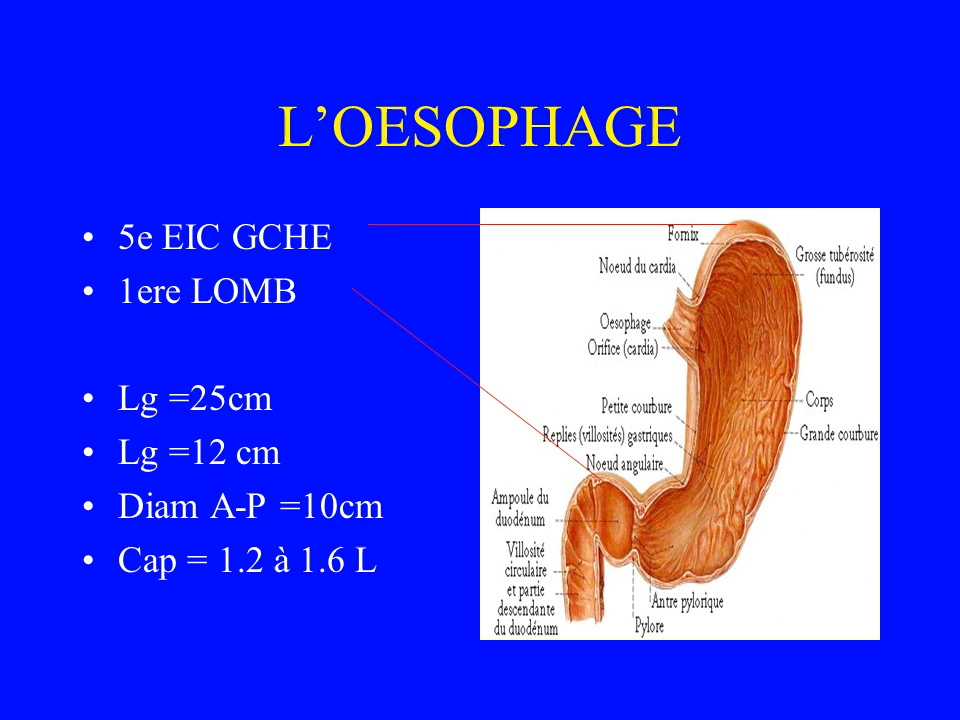 L’OESOPHAGE
• 5e EIC GCHE
• 1ere LOMB
• Lg =25cm
• Lg =12 cm
• Diam A-P =10cm
• Cap = 1.2 à 1.6 L
Fornix
Noeud du cardia
Grosse tubérosité
(fundus)
Oesophage
Orifice (cardia)
Petite courbure
Corps
Replies (villosités) gastriques
Grande courbure
Noeud angulaire
Ampoule du
duodénum
Villosité
circulaire
et partie
descendante
du duodénum
Antre pylorique
Pylore